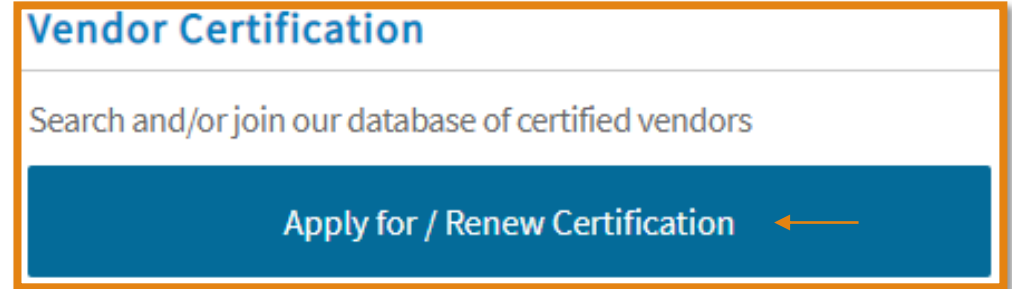 Vendor Certification
Search and/or join our database of certified vendors
Apply for / Renew Certification